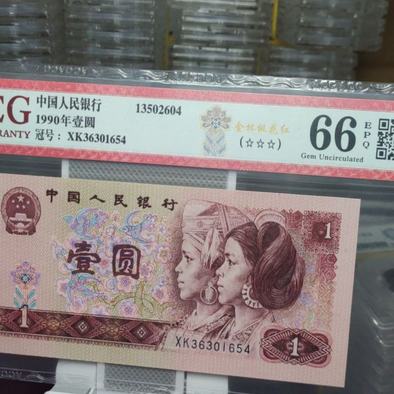 EG
中国人民银行
1990年壹圆
RANTY
冠号：XK36301654
13502604
金杯银花红
(☆☆☆)
66
EPQ
Gem Uncirculated
中国人民银行
壹圆
1
XK36301654
1
1